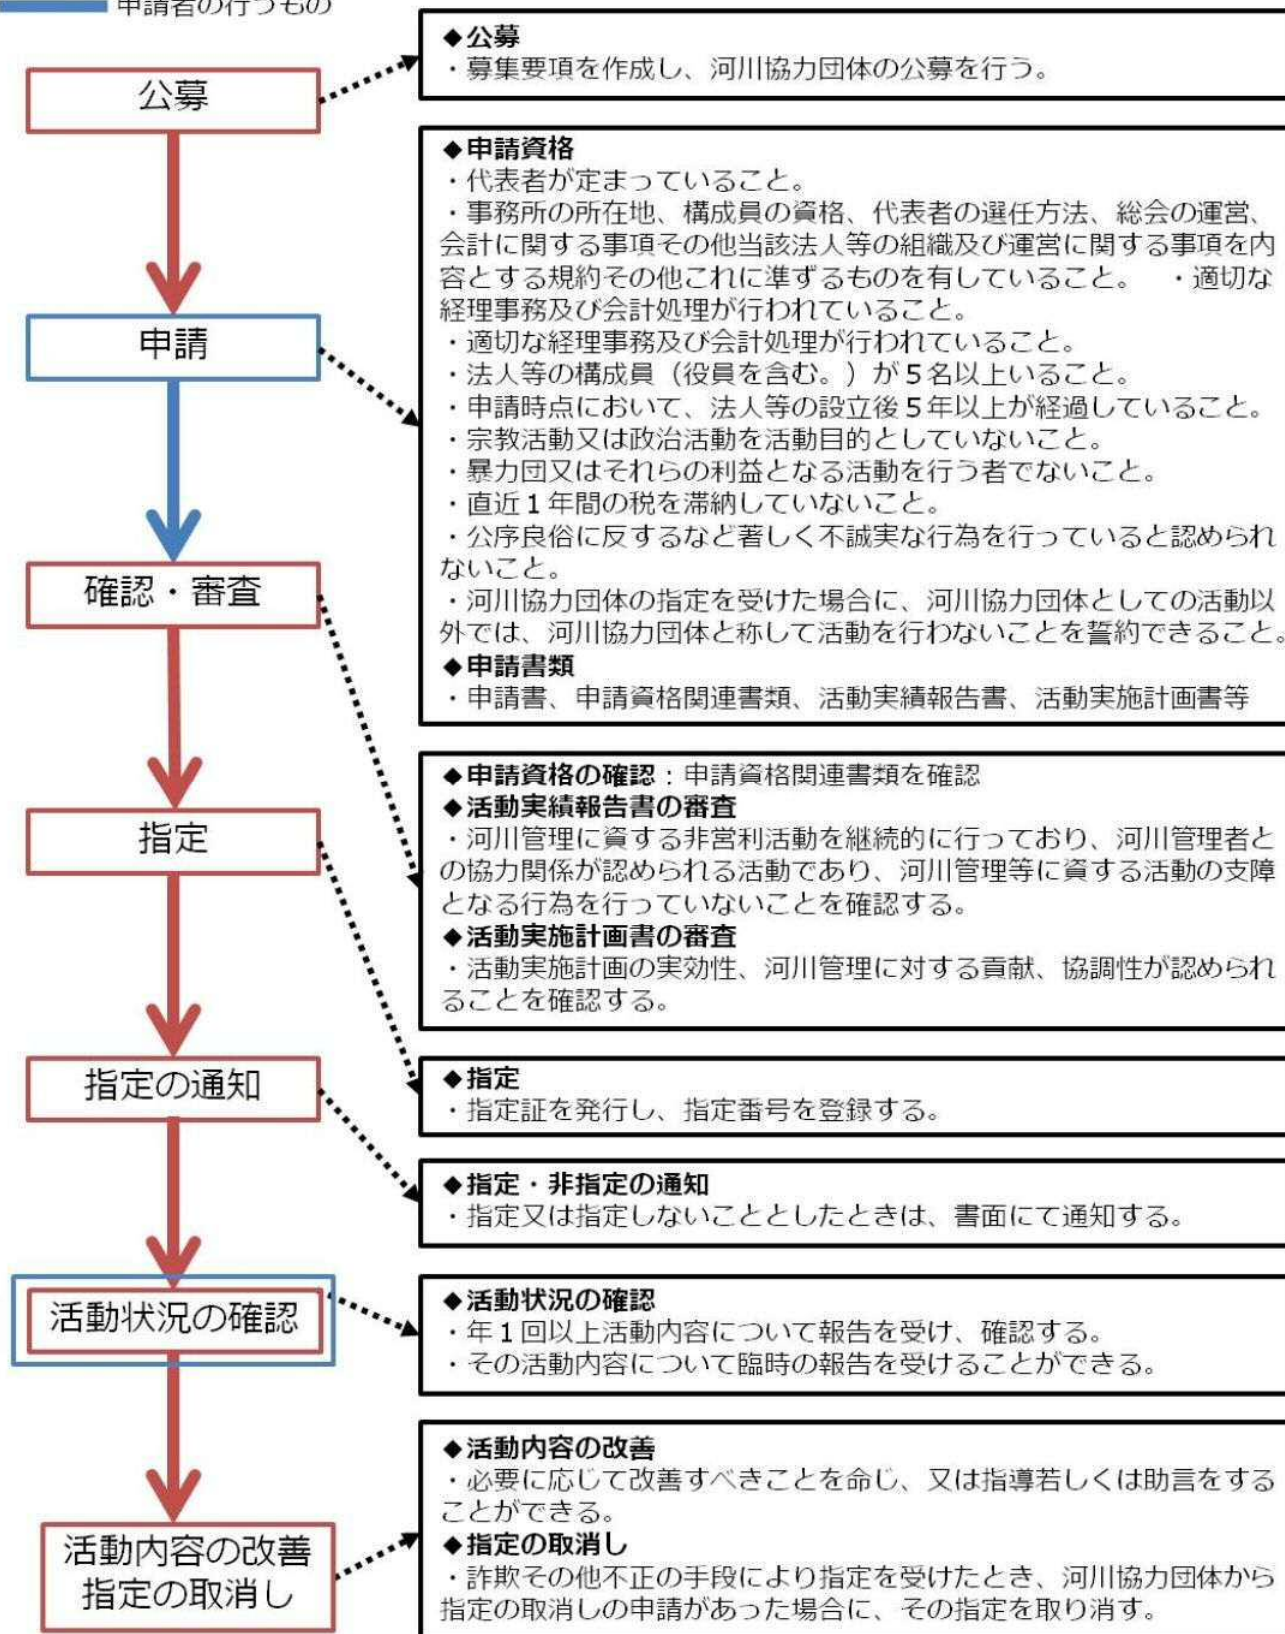 申請者の行うもの
公募
◆公募
・募集要項を作成し、河川協力団体の公募を行う。
申請
◆申請資格
・代表者が定まっていること。
・事務所の所在地、構成員の資格、代表者の選任方法、総会の運営、
会計に関する事項その他当該法人等の組織及び運営に関する事項を内
容とする規約その他これに準ずるものを有していること。　・適切な
経理事務及び会計処理が行われていること。
・適切な経理事務及び会計処理が行われていること。
・法人等の構成員（役員を含む。）が５名以上いること。
・申請時点において、法人等の設立後５年以上が経過していること。
・宗教活動又は政治活動を活動目的としていないこと。
・暴力団又はそれらの利益となる活動を行う者でないこと。
・直近１年間の税を滞納していないこと。
・公序良俗に反するなど著しく不誠実な行為を行っていると認められ
ないこと。
・河川協力団体の指定を受けた場合に、河川協力団体としての活動以
外では、河川協力団体と称して活動を行わないことを誓約できること。
◆申請書類
・申請書、申請資格関連書類、活動実績報告書、活動実施計画書等
確認・審査
◆申請資格の確認：申請資格関連書類を確認
◆活動実績報告書の審査
・河川管理に資する非営利活動を継続的に行っており、河川管理者と
の協力関係が認められる活動であり、河川管理等に資する活動の支障
となる行為を行っていないことを確認する。
◆活動実施計画書の審査
・活動実施計画の実効性、河川管理に対する貢献、協調性が認められ
ることを確認する。
指定
◆指定
・指定証を発行し、指定番号を登録する。
指定の通知
◆指定・非指定の通知
・指定又は指定しないこととしたときは、書面にて通知する。
活動状況の確認
◆活動状況の確認
・年１回以上活動内容について報告を受け、確認する。
・その活動内容について臨時の報告を受けることができる。
活動内容の改善
指定の取消し
◆活動内容の改善
・必要に応じて改善すべきことを命じ、又は指導若しくは助言をする
ことができる。
◆指定の取消し
・詐欺その他不正の手段により指定を受けたとき、河川協力団体から
指定の取消しの申請があった場合に、その指定を取り消す。